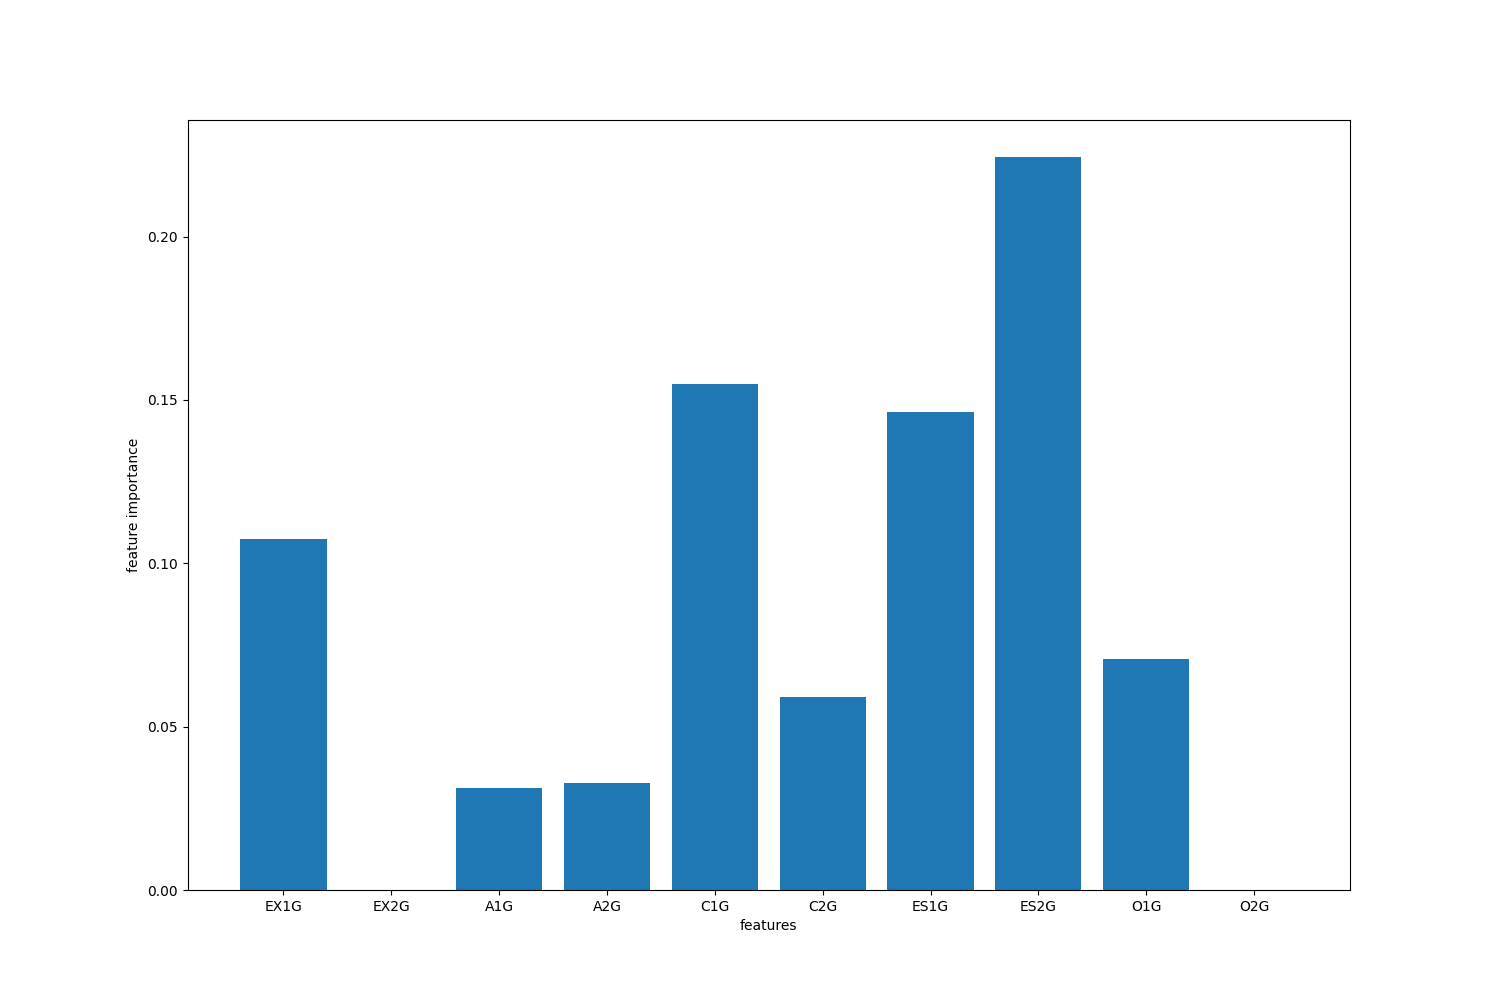 feature importance
0.20
0.15
0.10
0.05
0.00
EX1G EX2G A1G A2G C1G C2G ES1G ES2G O1G O2G
features